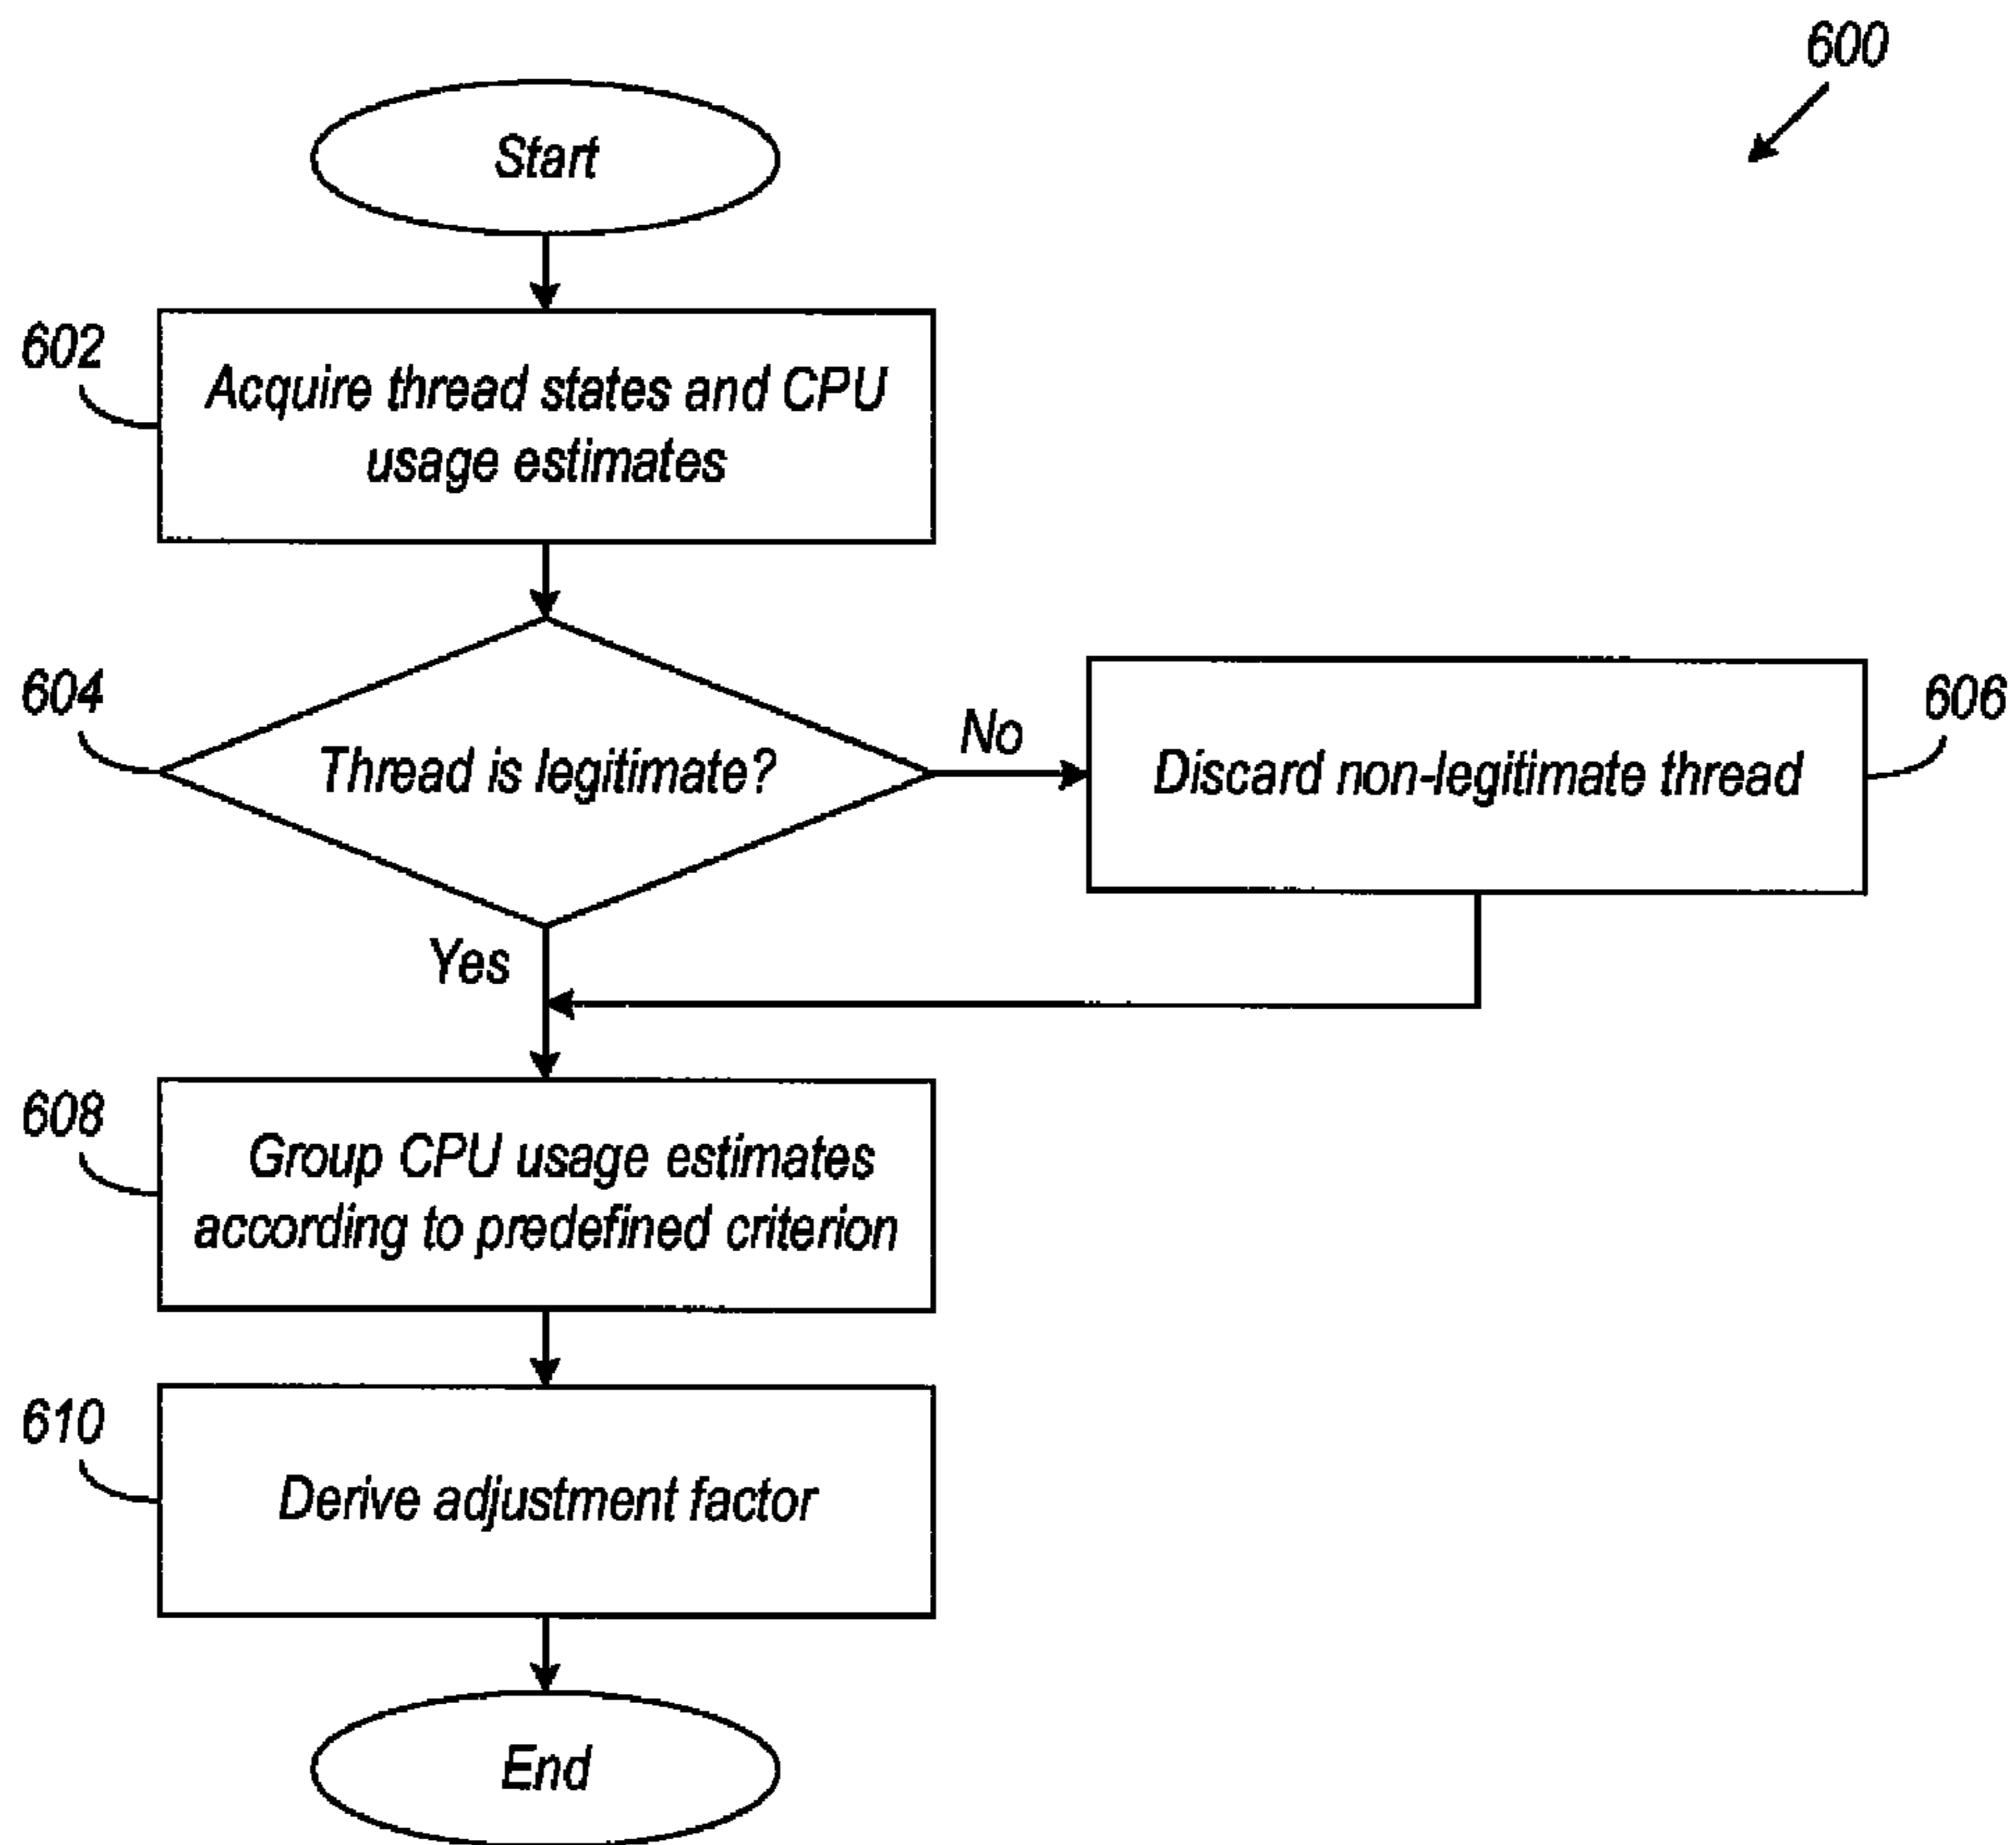 600
Start
602
Acquire thread states and CPU
usage estimates
604
Thread is legitimate?
No
606
Discard non-legitimate thread
Yes
608
Group CPU usage estimates
according to predefined criterion
610
Derive adjustment factor
End